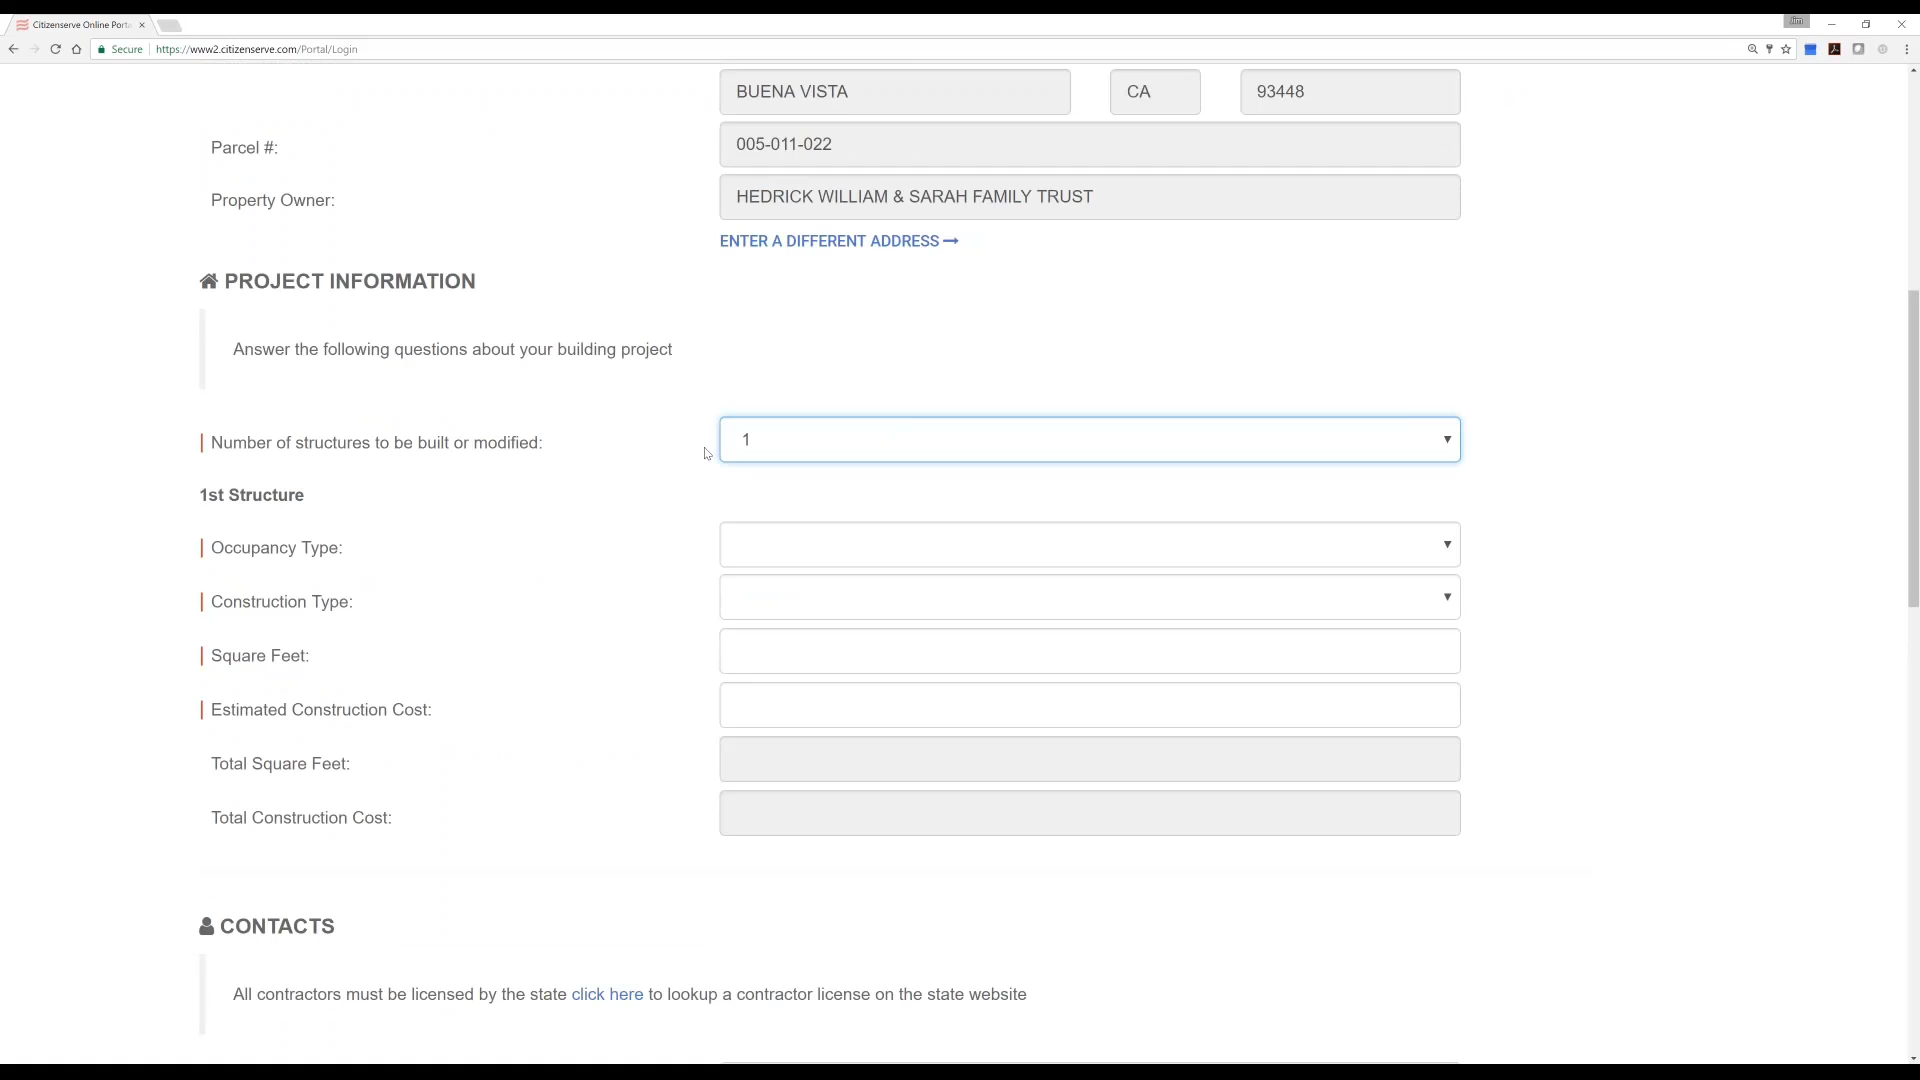 Citizenserve Online Porta
Jim
Secure https://www2.citizenserve.com/Portal/Login
BUENA VISTA CA 93448
Parcel #: 005-011-022
Property Owner: HEDRICK WILLIAM & SARAH FAMILY TRUST
ENTER A DIFFERENT ADDRESS
PROJECT INFORMATION
Answer the following questions about your building project
Number of structures to be built or modified: 1
1st Structure
Occupancy Type:
Construction Type:
Square Feet:
Estimated Construction Cost:
Total Square Feet:
Total Construction Cost:
CONTACTS
All contractors must be licensed by the state click here to lookup a contractor license on the state website